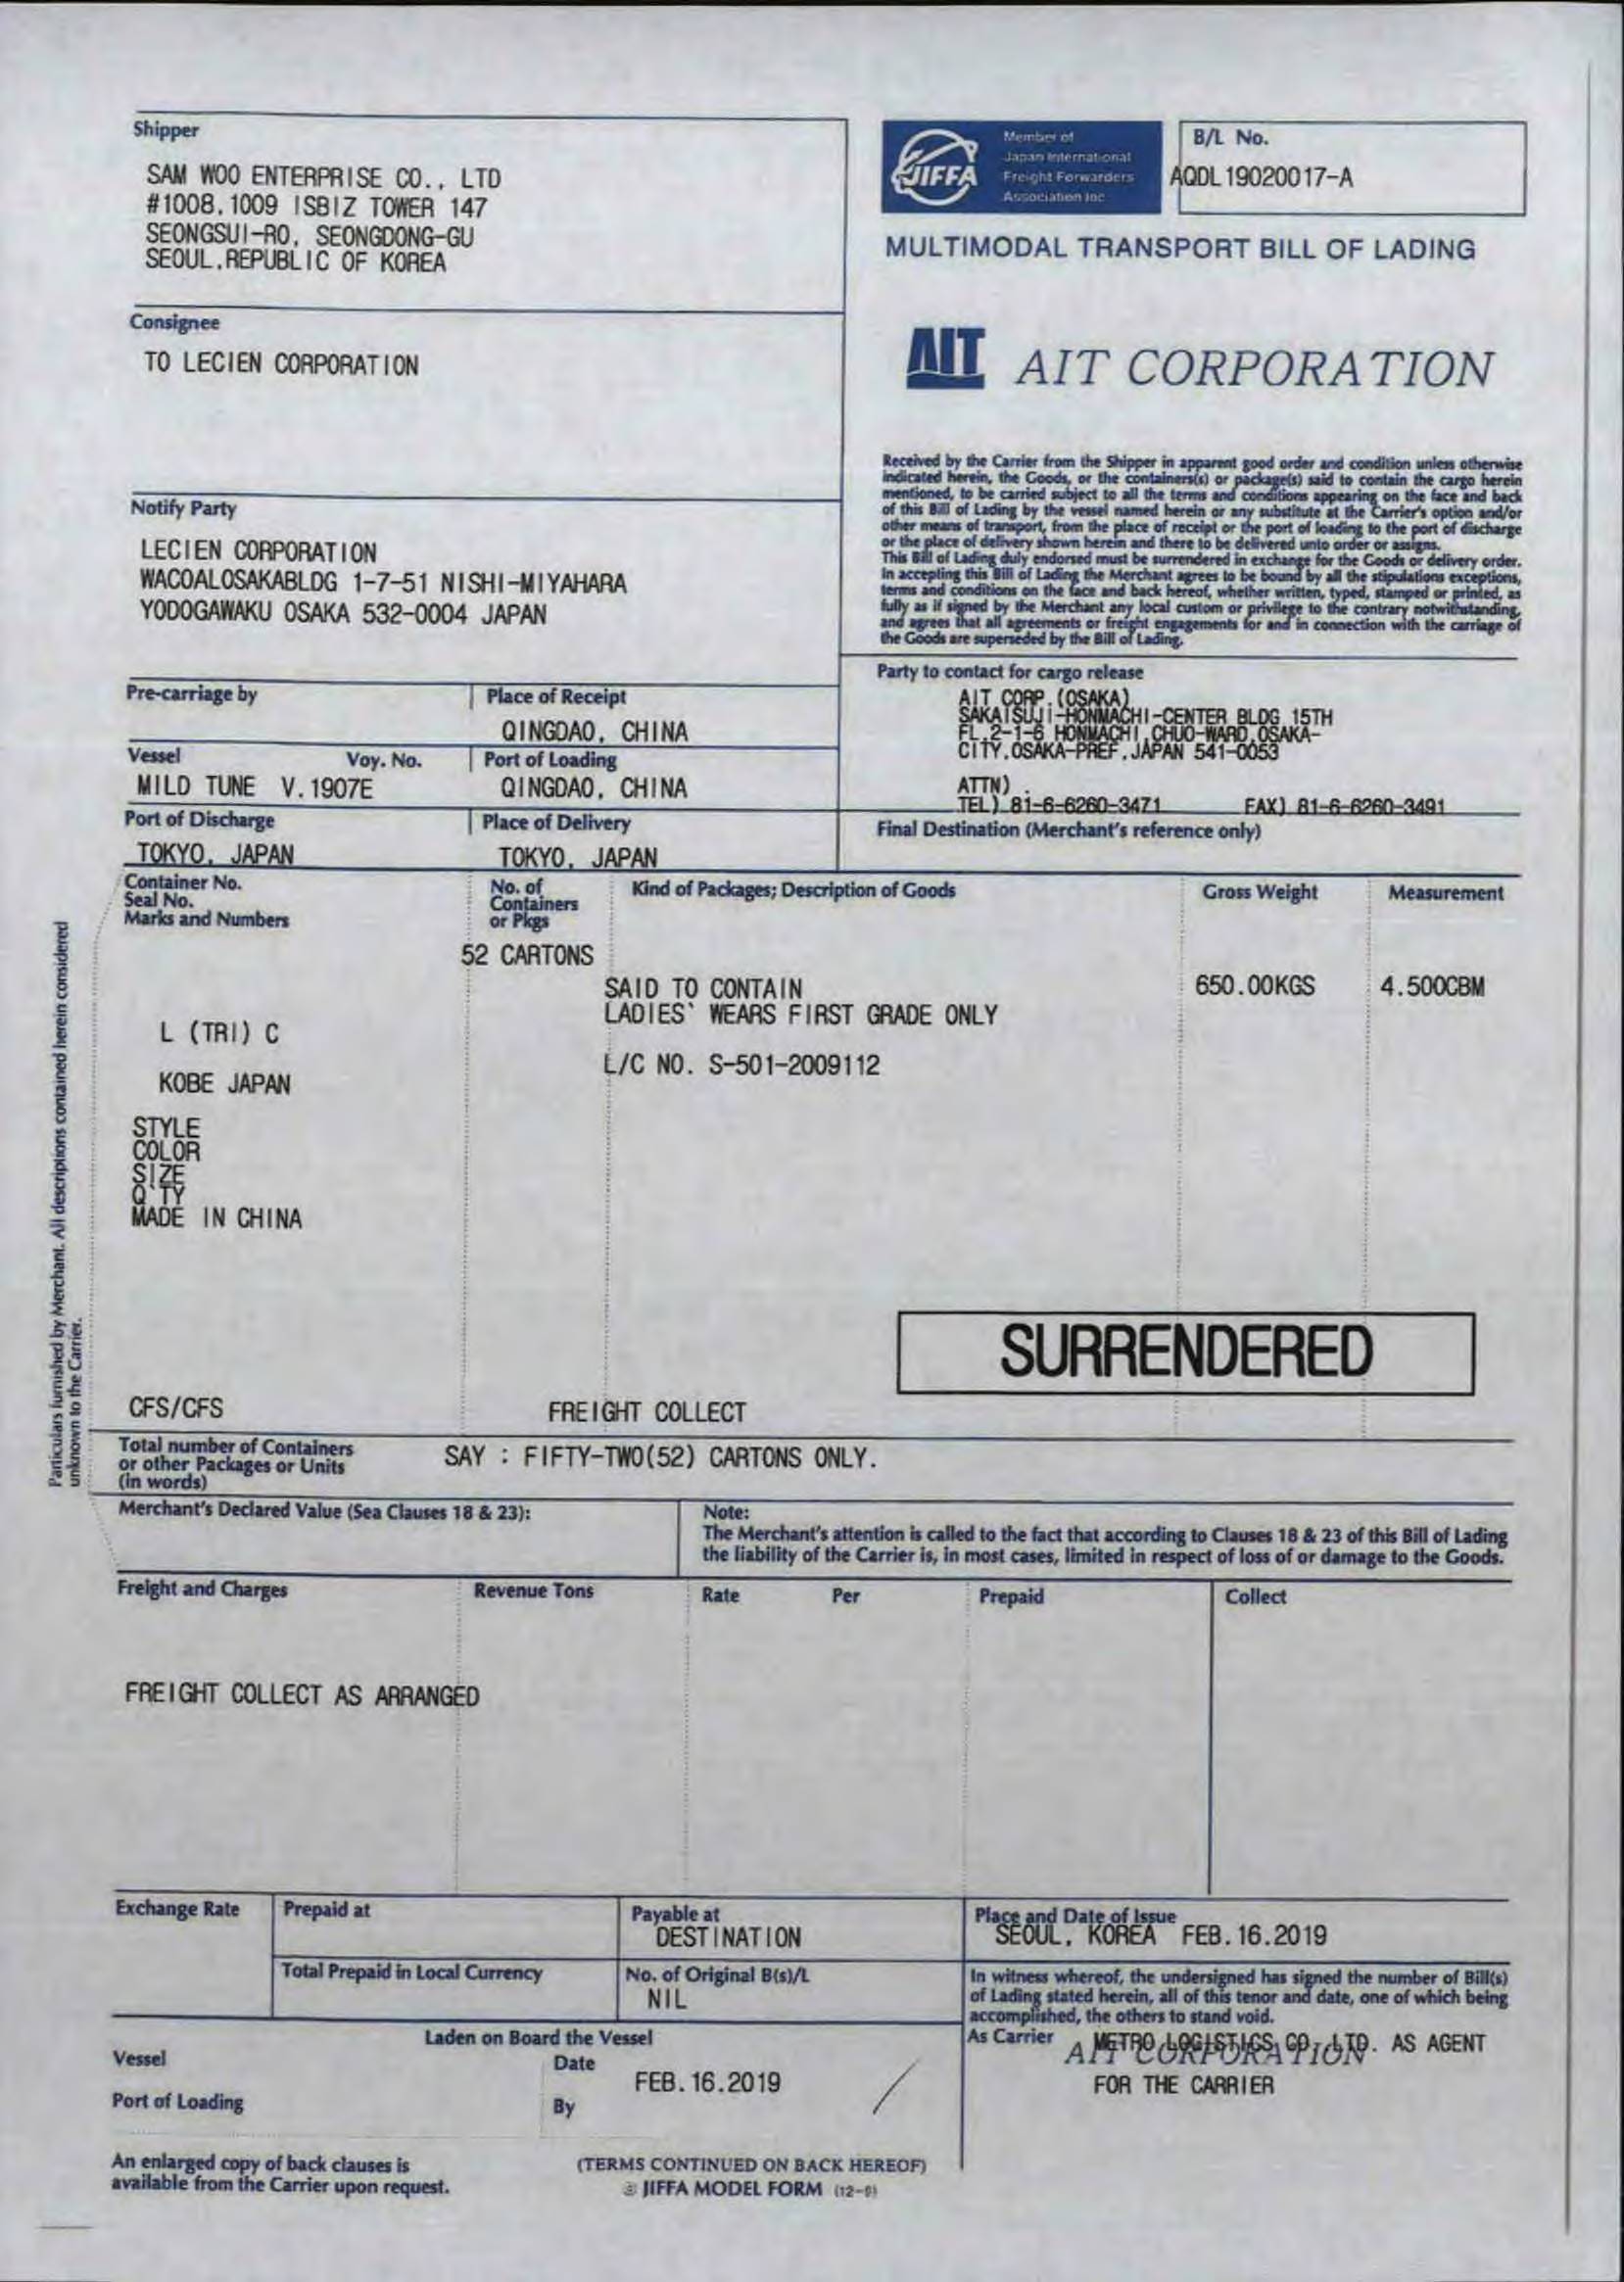 Shipper
SAM WOO ENTERPRISE CO., LTD
#1008,1009 ISBIZ TOWER 147
SEONGSUI-RO, SEONGDONG-GU
SEOUL,REPUBLIC OF KOREA
JIFFA
Member of
Japan International
Freight Forwarders
Association Inc
B/L No.
AQDL19020017-A
MULTIMODAL TRANSPORT BILL OF LADING
Consignee
TO LECIEN CORPORATION
AIT AIT CORPORATION
Notify Party
LECIEN CORPORATION
WACOALOSAKABLDG 1-7-51 NISHI-MIYAHARA
YODOGAWAKU OSAKA 532-0004 JAPAN
Received by the Carrier from the Shipper in apparent good order and condition unless otherwise
indicated herein, the Goods, or the containers(s) or package(s) said to contain the cargo herein
mentioned, to be carried subject to all the terms and conditions appearing on the face and back
of this Bill of Lading by the vessel named herein or any substitute at the Carrier's option and/or
other means of transport, from the place of receipt or the port of loading to the port of discharge
or the place of delivery shown herein and there to be delivered unto order or assigns.
This Bill of Lading duly endorsed must be surrendered in exchange for the Goods or delivery order.
In accepting this Bill of Lading the Merchant agrees to be bound by all the stipulations exceptions,
terms and conditions on the face and back hereof, whether written, typed, stamped or printed, as
fully as if signed by the Merchant any local custom or privilege to the contrary notwithstanding,
and agrees that all agreements or freight engagements for and in connection with the carriage of
the Goods are superseded by the Bill of Lading.
Party to contact for cargo release
AIT CORP.(OSAKA)
SAKAISUJI-HONMACHI-CENTER BLDG 15TH
FL,2-1-6 HONMACHI,CHUO-WARD,OSAKA-
CITY,OSAKA-PREF,JAPAN 541-0053
ATTN)
TEL) 81-6-6260-3471 FAX) 81-6-6260-3491
Pre-carriage by
Place of Receipt
QINGDAO, CHINA
Vessel Voy. No.
MILD TUNE V.1907E
Port of Loading
QINGDAO, CHINA
Port of Discharge
TOKYO, JAPAN
Place of Delivery
TOKYO, JAPAN
Final Destination (Merchant's reference only)
Container No.
Seal No.
Marks and Numbers
No. of
Containers
or Pkgs
Kind of Packages; Description of Goods
Gross Weight
Measurement
52 CARTONS
SAID TO CONTAIN
LADIES' WEARS FIRST GRADE ONLY
650.00KGS
4.500CBM
L/C NO. S-501-2009112
L (TRI) C
KOBE JAPAN
STYLE
COLOR
SIZE
Q'TY
MADE IN CHINA
Particulars furnished by Merchant. All descriptions contained herein considered
unknown to the Carrier.
SURRENDERED
CFS/CFS
FREIGHT COLLECT
Total number of Containers
or other Packages or Units
(in words)
SAY : FIFTY-TWO(52) CARTONS ONLY.
Merchant's Declared Value (Sea Clauses 18 & 23):
Note:
The Merchant's attention is called to the fact that according to Clauses 18 & 23 of this Bill of Lading
the liability of the Carrier is, in most cases, limited in respect of loss of or damage to the Goods.
Freight and Charges Revenue Tons Rate Per Prepaid Collect
FREIGHT COLLECT AS ARRANGED
Exchange Rate
Prepaid at
Payable at
DESTINATION
Place and Date of Issue
SEOUL, KOREA FEB.16.2019
Total Prepaid in Local Currency
No. of Original B(s)/L
NIL
In witness whereof, the undersigned has signed the number of Bill(s)
of Lading stated herein, all of this tenor and date, one of which being
accomplished, the others to stand void.
As Carrier
METRO LOGISTICS CO.,LTD. AS AGENT
AIT CORPORATION
FOR THE CARRIER
Laden on Board the Vessel
Vessel
Date
FEB.16.2019
Port of Loading
By
An enlarged copy of back clauses is
available from the Carrier upon request.
(TERMS CONTINUED ON BACK HEREOF)
JIFFA MODEL FORM